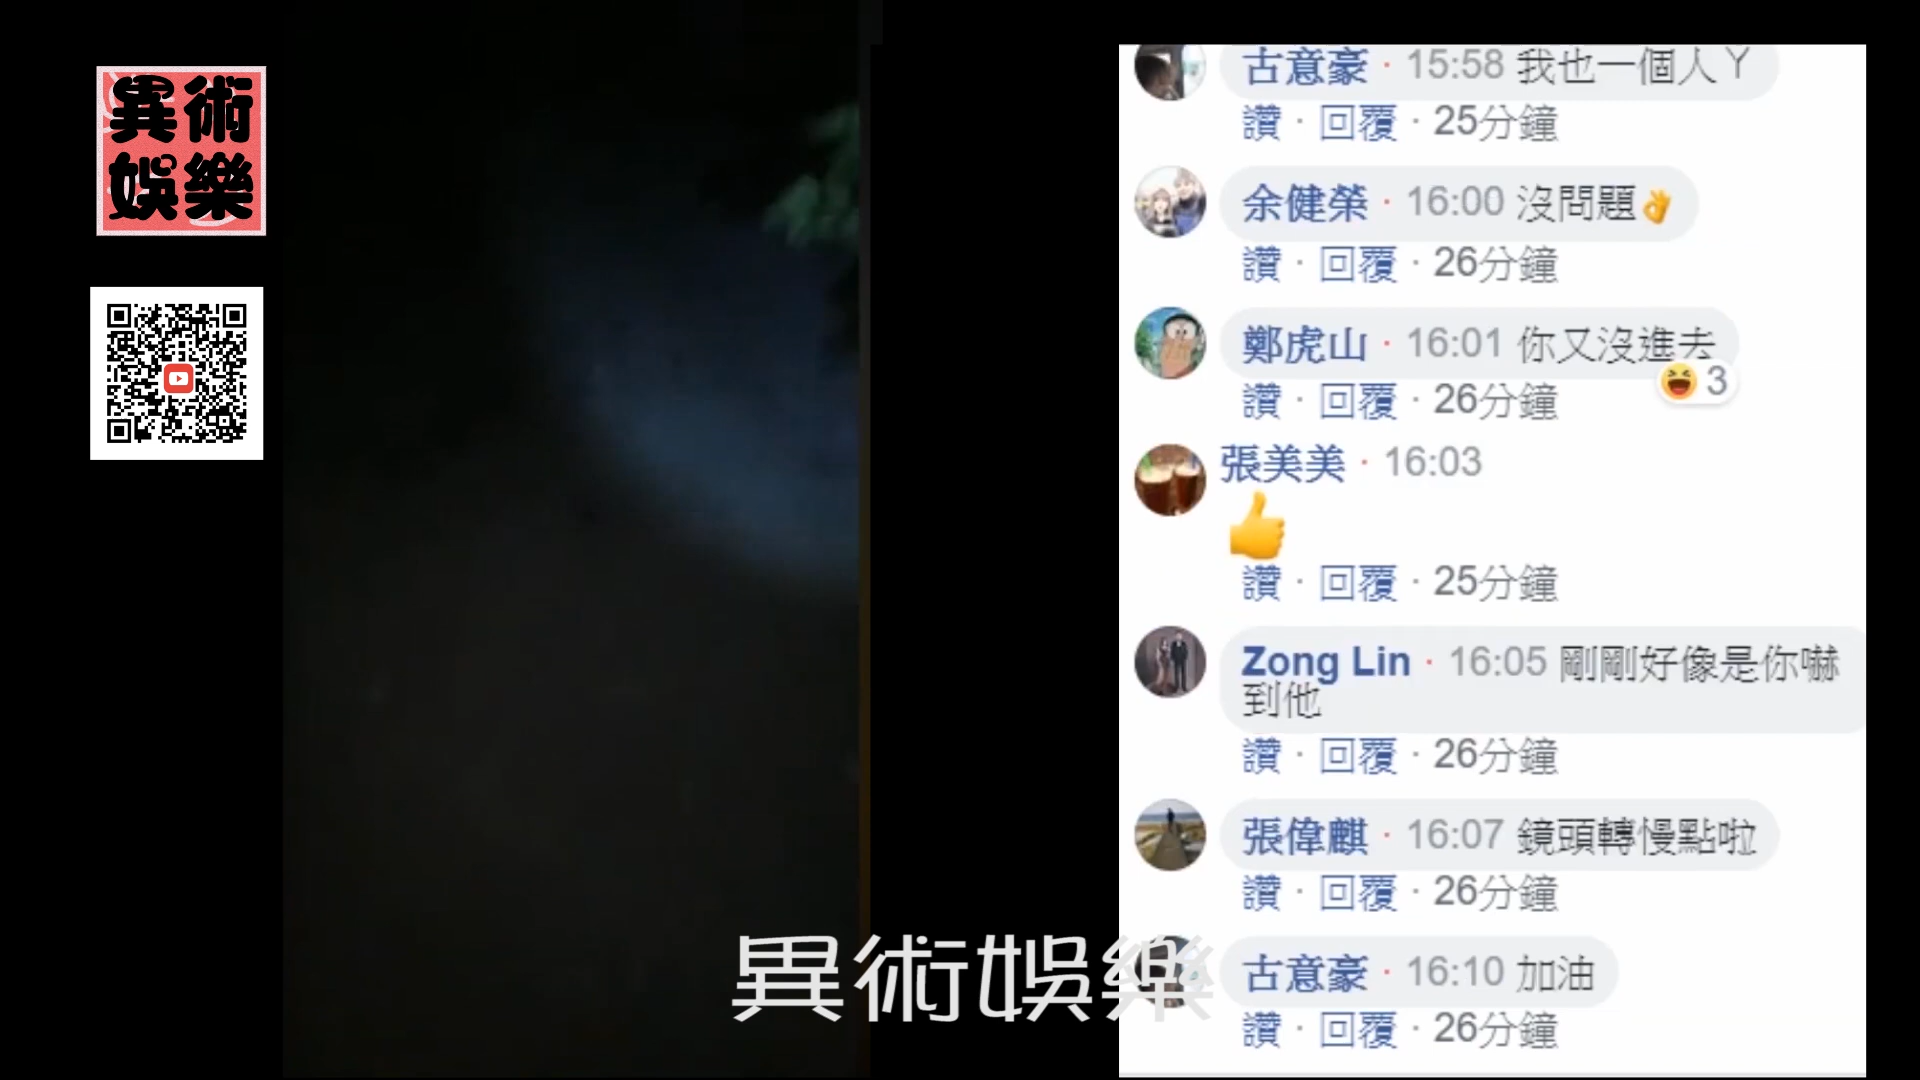 異術
娛樂
古意豪 · 15:58 我也一個人ㄚ
讚 · 回覆 · 25分鐘
余健榮 · 16:00 沒問題👌
讚 · 回覆 · 26分鐘
鄭虎山 · 16:01 你又沒進去
😆 3
讚 · 回覆 · 26分鐘
張美美 · 16:03
👍
讚 · 回覆 · 25分鐘
Zong Lin · 16:05 剛剛好像是你嚇
到他
讚 · 回覆 · 26分鐘
張偉麒 · 16:07 鏡頭轉慢點啦
讚 · 回覆 · 26分鐘
古意豪 · 16:10 加油
讚 · 回覆 · 26分鐘
異術娛樂